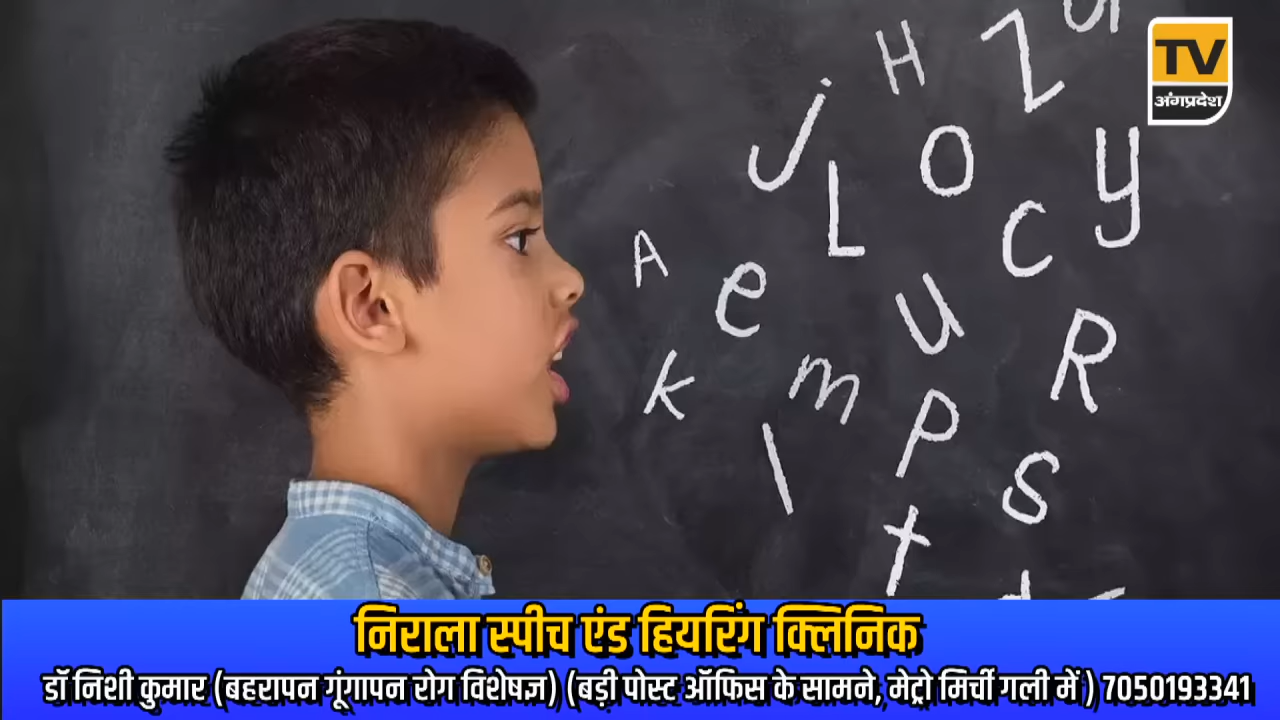 H Z
TV
अंगप्रदेश
J O y
L C
A e
u R
k m
P
l S
t
निराला स्पीच एंड हियरिंग क्लिनिक
डॉ निशी कुमार (बहरापन गूंगापन रोग विशेषज्ञ) (बड़ी पोस्ट ऑफिस के सामने, मेट्रो मिर्ची गली में ) 7050193341